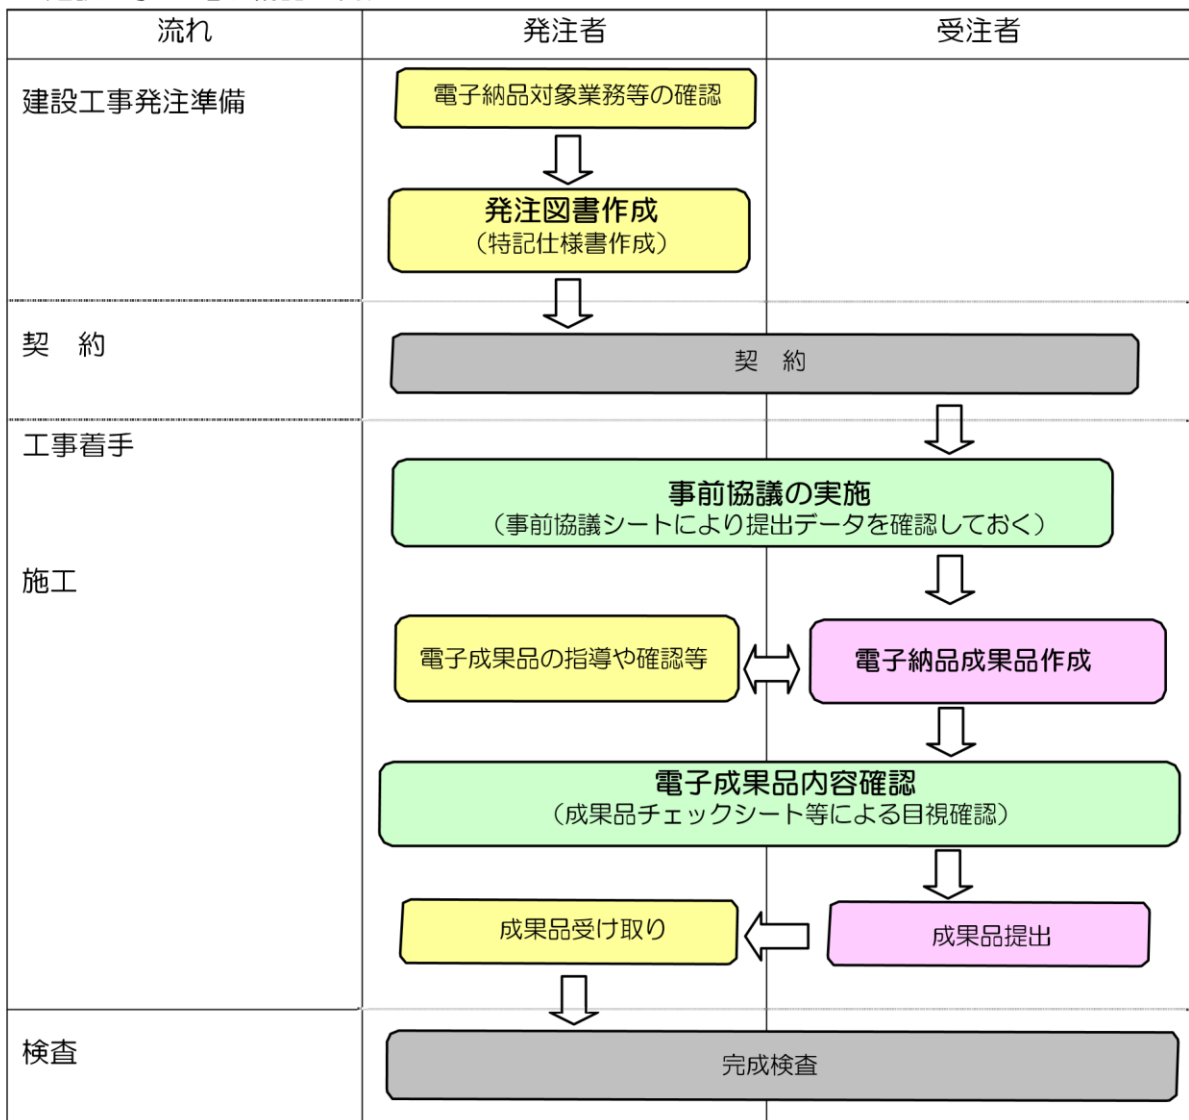 流れ
発注者
受注者
建設工事発注準備
電子納品対象業務等の確認
発注図書作成
（特記仕様書作成）
契　約
契　約
工事着手
事前協議の実施
（事前協議シートにより提出データを確認しておく）
施工
電子成果品の指導や確認等
電子納品成果品作成
電子成果品内容確認
（成果品チェックシート等による目視確認）
成果品受け取り
成果品提出
検査
完成検査